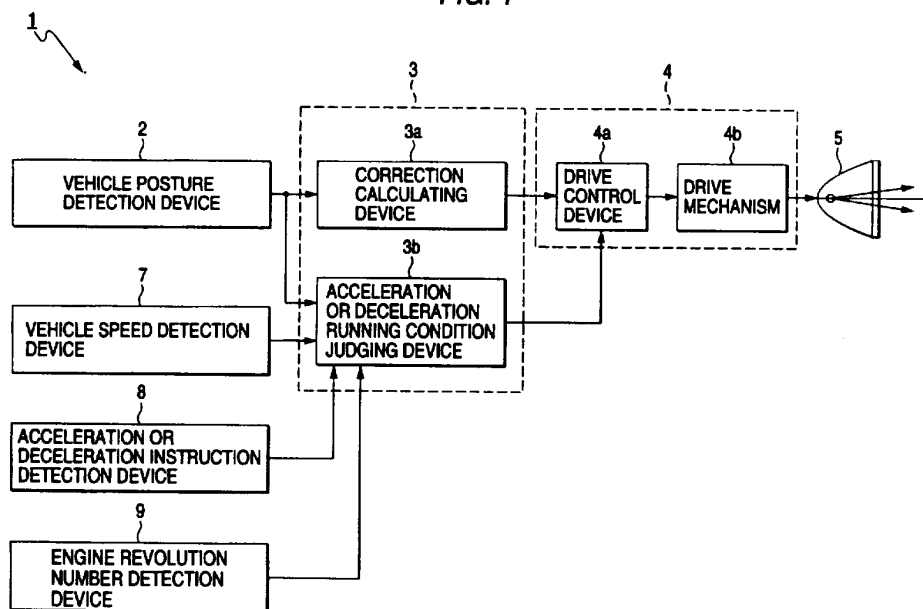 FIG. 1
1
3
4
2
3a
4a
4b
5
VEHICLE POSTURE
DETECTION DEVICE
CORRECTION
CALCULATING
DEVICE
DRIVE
CONTROL
DEVICE
DRIVE
MECHANISM
3b
7
ACCELERATION
OR DECELERATION
RUNNING CONDITION
JUDGING DEVICE
VEHICLE SPEED DETECTION
DEVICE
8
ACCELERATION OR
DECELERATION INSTRUCTION
DETECTION DEVICE
9
ENGINE REVOLUTION
NUMBER DETECTION
DEVICE